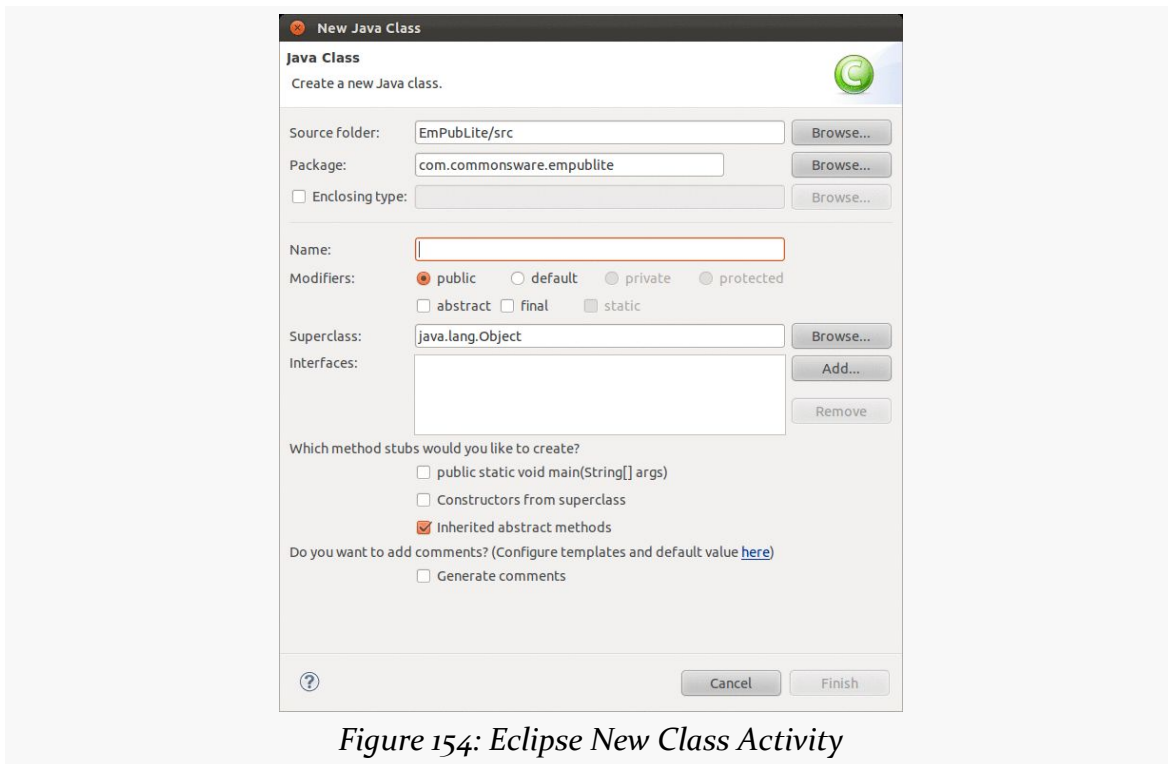 New Java Class
Java Class
Create a new Java class.
C
Source folder: EmPubLite/src Browse...
Package: com.commonsware.empublite Browse...
Enclosing type: Browse...
Name:
Modifiers: public default private protected
abstract final static
Superclass: java.lang.Object Browse...
Interfaces: Add...
Remove
Which method stubs would you like to create?
public static void main(String[] args)
Constructors from superclass
Inherited abstract methods
Do you want to add comments? (Configure templates and default value here)
Generate comments
? Cancel Finish
Figure 154: Eclipse New Class Activity